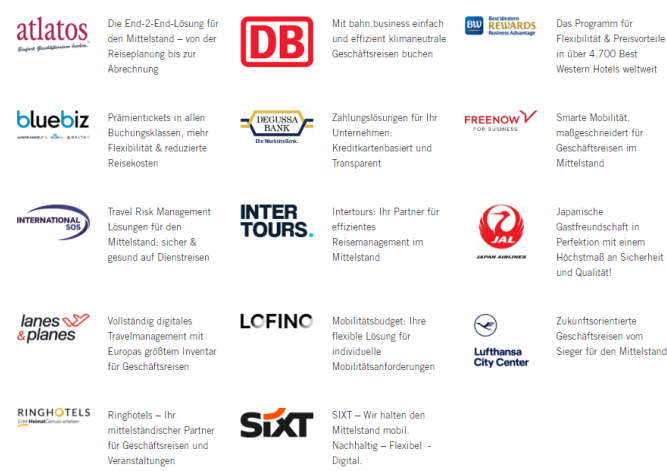 atlatos
Einfach Geschäftsreisen buchen.
Die End-2-End-Lösung für
den Mittelstand – von der
Reiseplanung bis zur
Abrechnung
DB
Mit bahn.business einfach
und effizient klimaneutrale
Geschäftsreisen buchen
BW
Best Western
REWARDS.
Business Advantage
Das Programm für
Flexibilität & Preisvorteile
in über 4.700 Best
Western Hotels weltweit
bluebiz
AIRFRANCE KLM DELTA
Prämientickets in allen
Buchungsklassen, mehr
Flexibilität & reduzierte
Reisekosten
DEGUSSA
BANK
Die WorksiteBank.
Zahlungslösungen für Ihr
Unternehmen:
Kreditkartenbasiert und
Transparent
FREENOW
FOR BUSINESS
Smarte Mobilität,
maßgeschneidert für
Geschäftsreisen im
Mittelstand
INTERNATIONAL
SOS
Travel Risk Management
Lösungen für den
Mittelstand: sicher &
gesund auf Dienstreisen
INTER
TOURS.
Intertours: Ihr Partner für
effizientes
Reisemanagement im
Mittelstand
JAL
JAPAN AIRLINES
Japanische
Gastfreundschaft in
Perfektion mit einem
Höchstmaß an Sicherheit
und Qualität!
lanes
&planes
Vollständig digitales
Travelmanagement mit
Europas größtem Inventar
für Geschäftsreisen
LOFINO
Mobilitätsbudget: Ihre
flexible Lösung für
individuelle
Mobilitätsanforderungen
Lufthansa
City Center
Zukunftsorientierte
Geschäftsreisen vom
Sieger für den Mittelstand
RINGHOTELS
Echt HeimatGenuss erleben
Ringhotels – Ihr
mittelständischer Partner
für Geschäftsreisen und
Veranstaltungen
SIXT
SIXT – Wir halten den
Mittelstand mobil.
Nachhaltig – Flexibel -
Digital.